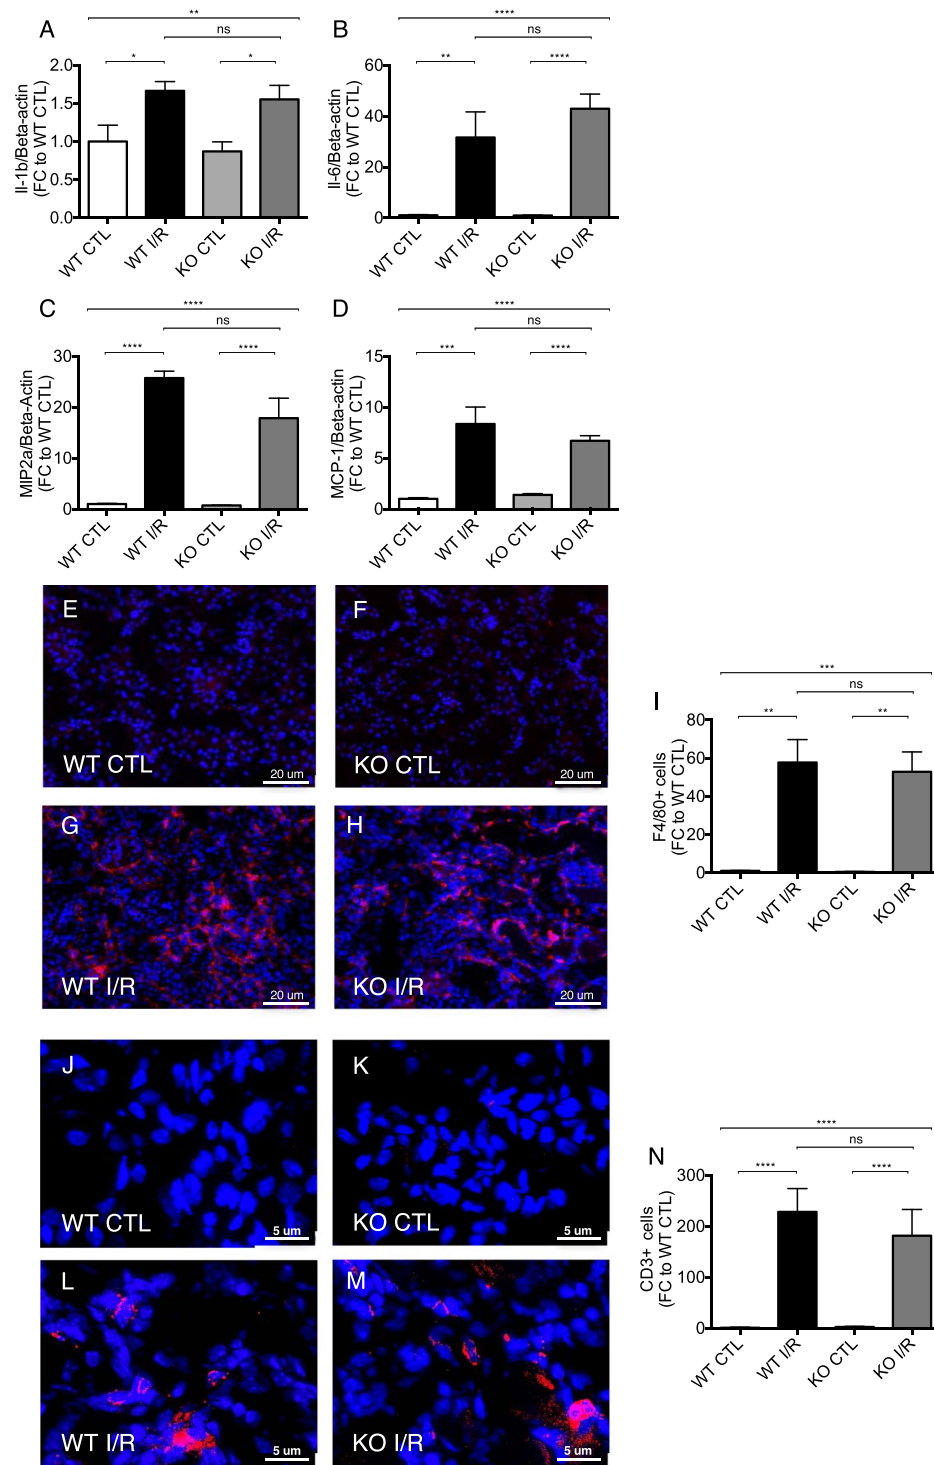 A
**
ns
*
*
Il-1b/Beta-actin
(FC to WT CTL)
2.0
1.5
1.0
0.5
0.0
WT CTL
WT I/R
KO CTL
KO I/R
B
****
ns
**
****
Il-6/Beta-actin
(FC to WT CTL)
60
40
20
0
WT CTL
WT I/R
KO CTL
KO I/R
C
****
ns
****
****
MIP2a/Beta-Actin
(FC to WT CTL)
30
20
10
0
WT CTL
WT I/R
KO CTL
KO I/R
D
****
ns
***
****
MCP-1/Beta-actin
(FC to WT CTL)
15
10
5
0
WT CTL
WT I/R
KO CTL
KO I/R
E
WT CTL
20 um
F
KO CTL
20 um
G
WT I/R
20 um
H
KO I/R
20 um
I
***
ns
**
**
F4/80+ cells
(FC to WT CTL)
80
60
40
20
0
WT CTL
WT I/R
KO CTL
KO I/R
J
WT CTL
5 um
K
KO CTL
5 um
L
WT I/R
5 um
M
KO I/R
5 um
N
****
ns
****
****
CD3+ cells
(FC to WT CTL)
300
200
100
0
WT CTL
WT I/R
KO CTL
KO I/R